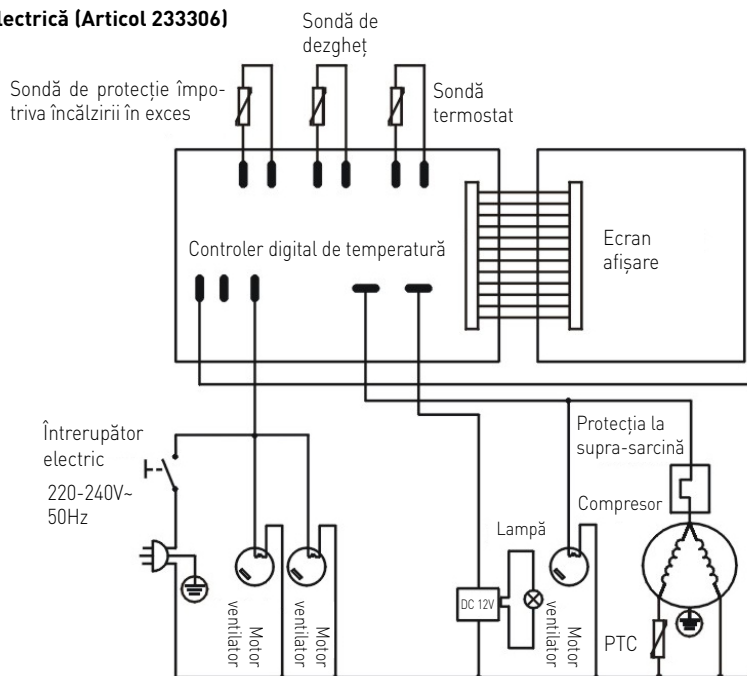 lectrică (Articol 233306)
Sondă de
dezgheț
Sondă de protecție împo-
triva încălzirii în exces
Sondă
termostat
Controler digital de temperatură
Ecran
afișare
Întrerupător
electric
220-240V~
50Hz
Protecția la
supra-sarcină
Compresor
Lampă
DC 12V
Motor
ventilator
Motor
ventilator
Motor
ventilator
PTC